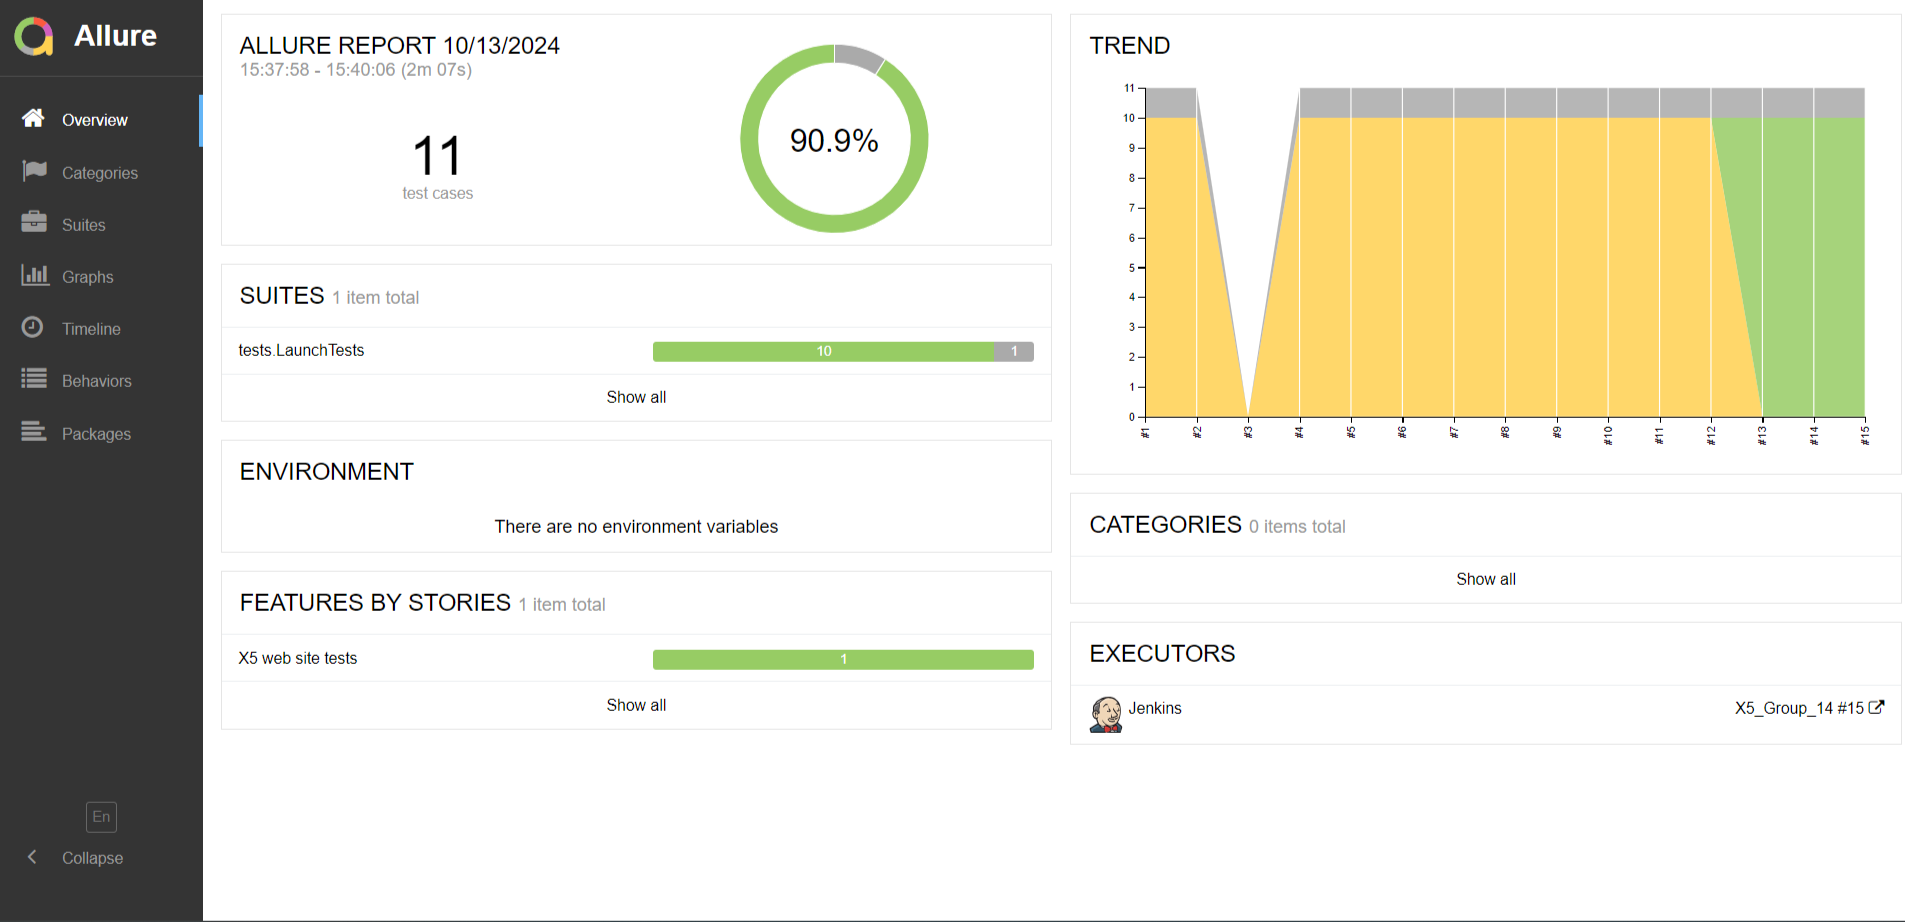 Allure
Overview
Categories
Suites
Graphs
Timeline
Behaviors
Packages
En
Collapse
ALLURE REPORT 10/13/2024
15:37:58 - 15:40:06 (2m 07s)
11
test cases
90.9%
SUITES 1 item total
tests.LaunchTests 10 1
Show all
ENVIRONMENT
There are no environment variables
FEATURES BY STORIES 1 item total
X5 web site tests 1
Show all
TREND
11
10
9
8
7
6
5
4
3
2
1
0
#1 #2 #3 #4 #5 #6 #7 #8 #9 #10 #11 #12 #13 #14 #15
CATEGORIES 0 items total
Show all
EXECUTORS
Jenkins X5_Group_14 #15